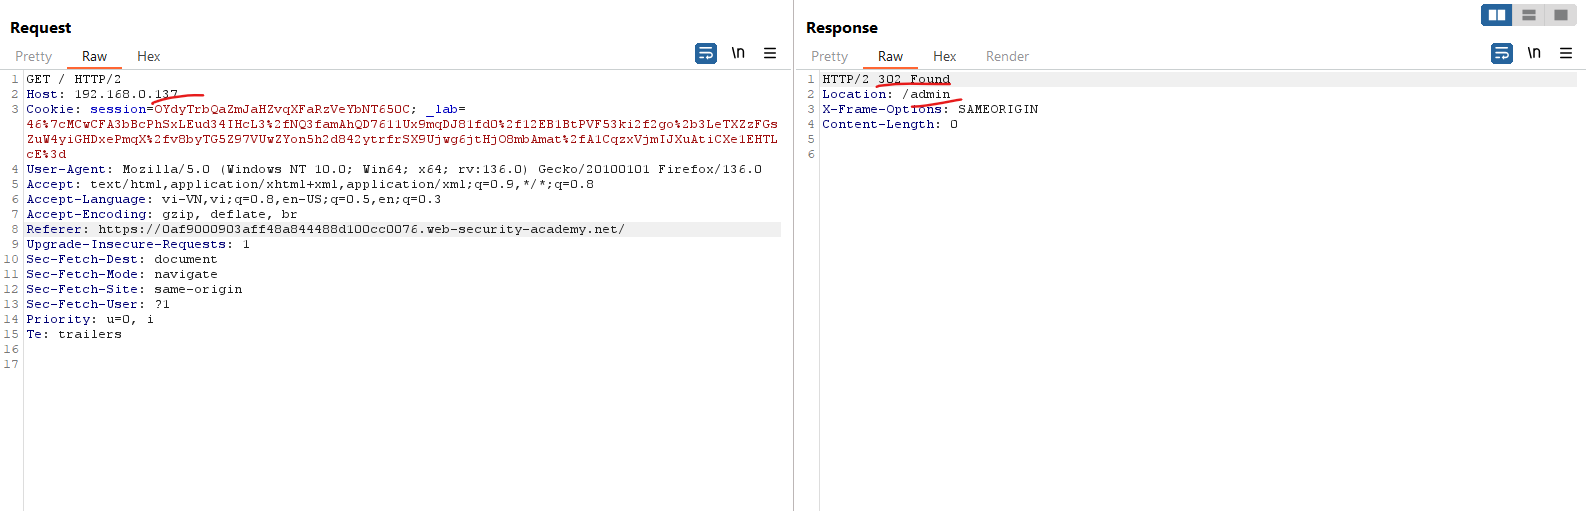 Request
Pretty Raw Hex
\n
1 GET / HTTP/2
2 Host: 192.168.0.137
3 Cookie: session=OYdyTrbQaZmJaHZvqXFaRzVeYbNT650C; _lab=
46%7cMCwCFA3bBcPhSxLEud34IHcL3%2fNQ3famAhQD7611Ux9mqDJ81fd0%2f12EB1BtPVF53ki2f2go%2b3LeTXZzFGs
ZuW4yiGHDxePmqX%2fv8byTG5Z97VUwZYon5h2d842ytrfrSX9Ujwg6jtHjO8mbAmat%2fA1CqzxVjmIJXuAtiCXe1EHTL
cE%3d
4 User-Agent: Mozilla/5.0 (Windows NT 10.0; Win64; x64; rv:136.0) Gecko/20100101 Firefox/136.0
5 Accept: text/html,application/xhtml+xml,application/xml;q=0.9,*/*;q=0.8
6 Accept-Language: vi-VN,vi;q=0.8,en-US;q=0.5,en;q=0.3
7 Accept-Encoding: gzip, deflate, br
8 Referer: https://0af9000903aff48a844488d100cc0076.web-security-academy.net/
9 Upgrade-Insecure-Requests: 1
10 Sec-Fetch-Dest: document
11 Sec-Fetch-Mode: navigate
12 Sec-Fetch-Site: same-origin
13 Sec-Fetch-User: ?1
14 Priority: u=0, i
15 Te: trailers
16
17
Response
Pretty Raw Hex Render
\n
1 HTTP/2 302 Found
2 Location: /admin
3 X-Frame-Options: SAMEORIGIN
4 Content-Length: 0
5
6